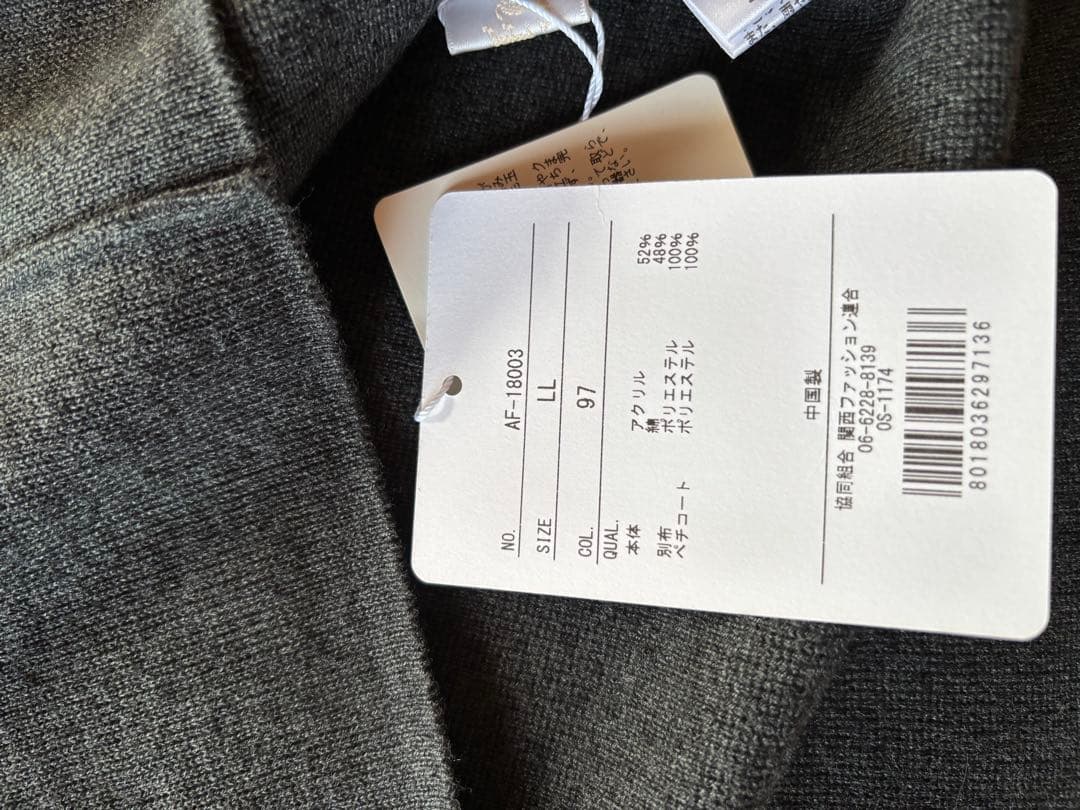 NO. AF-18003
SIZE LL
COL. 97
QUAL.
本体 アクリル 52%
綿 48%
別布 ポリエステル 100%
ペチコート ポリエステル 100%
中国製
協同組合 関西ファッション連合
06-6228-8139
OS-1174
8018036297136